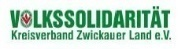 VOLKSSOLIDARITÄT
Kreisverband Zwickauer Land e.V.